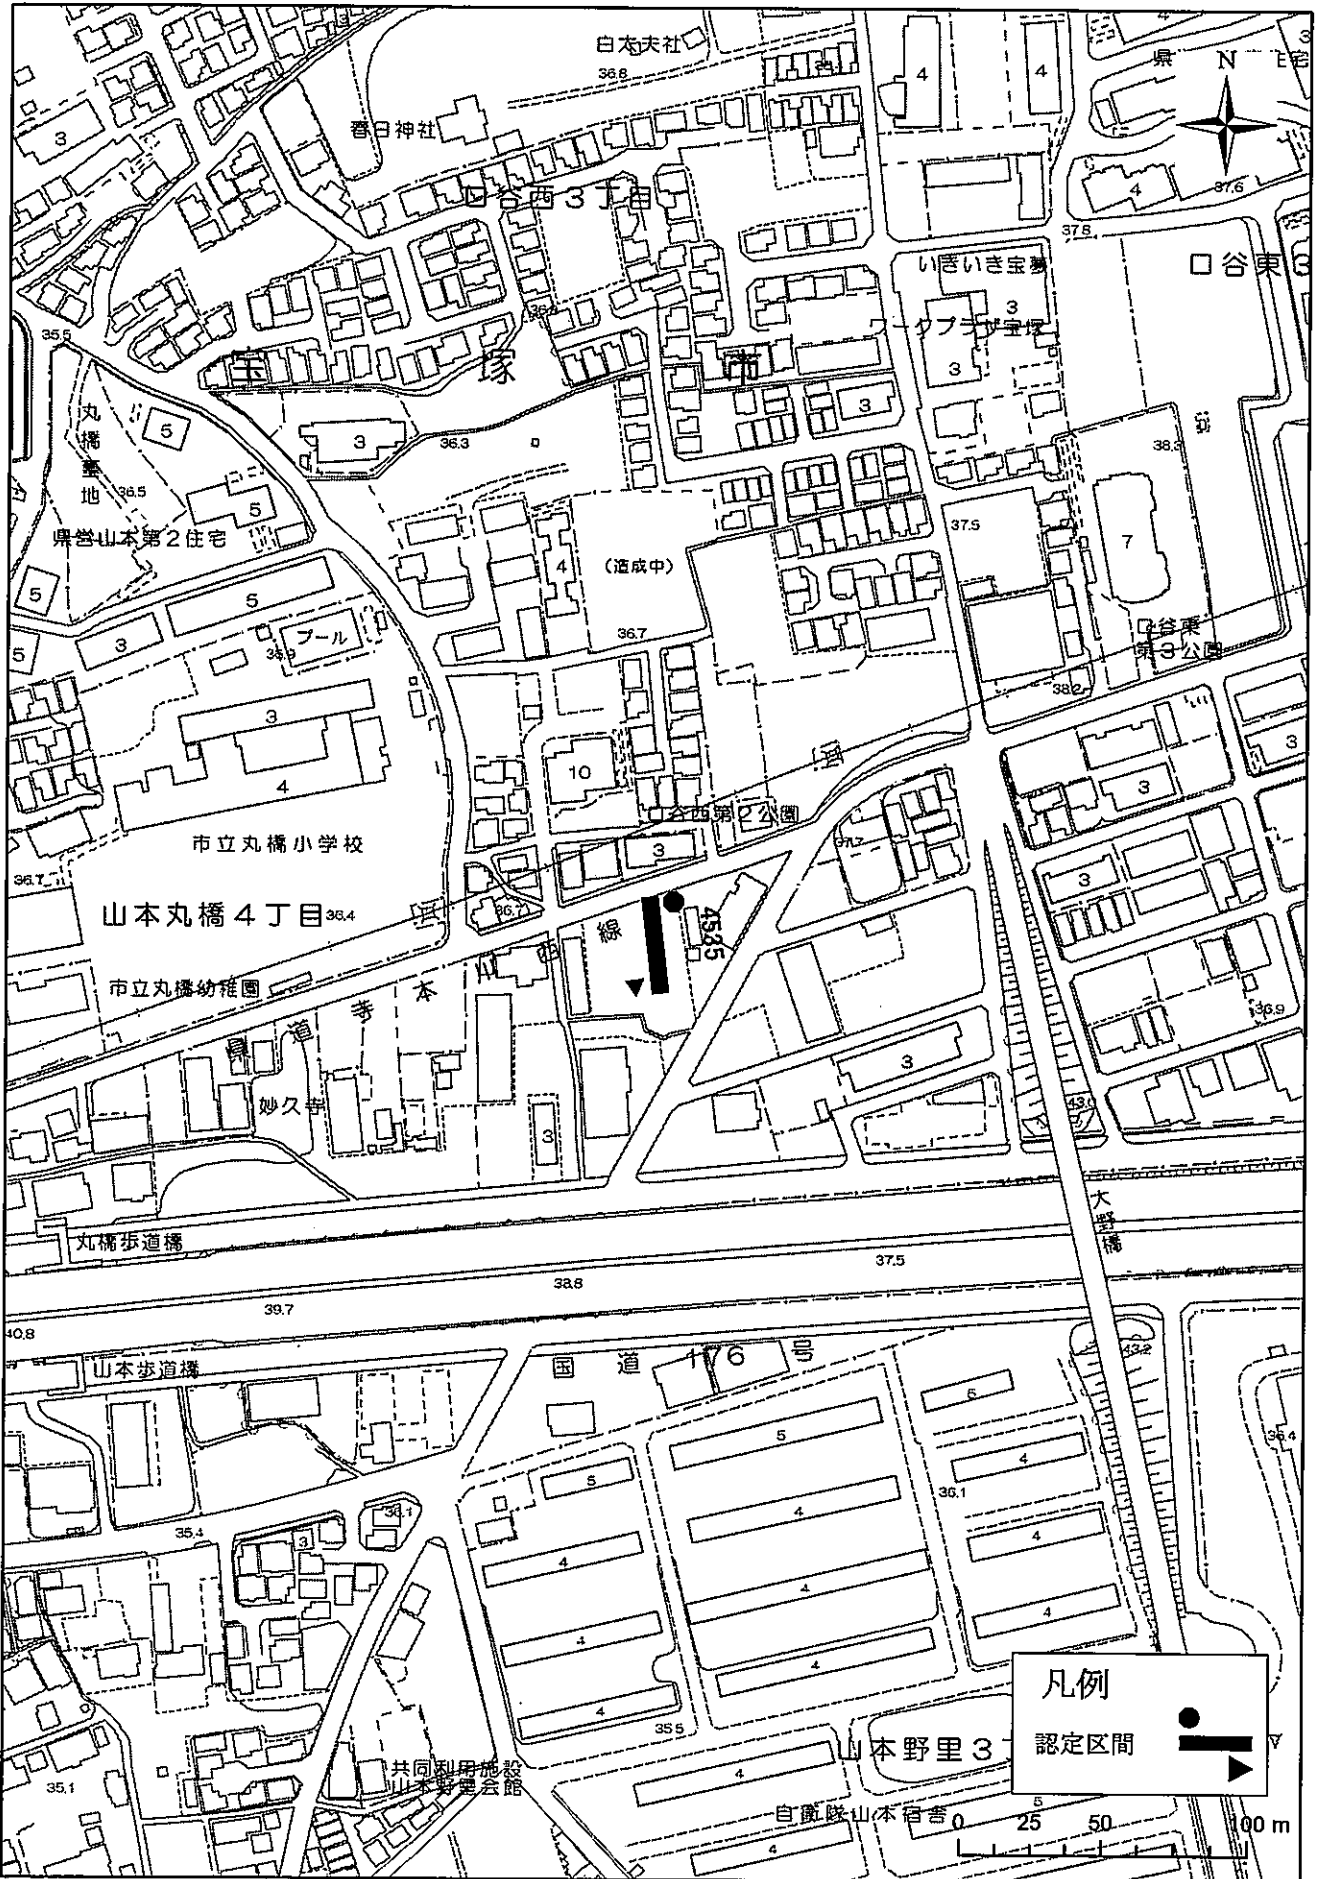 白太夫社
36.8
春日神社
口谷西3丁目
県
N
住宅
3
4
4
4
3
37.6
37.8
いきいき宝夢
口谷東3
ワークプラザ宝塚
3
3
35.5
宝塚市
丸橋墓地
5
3
36.3
3
38.3
36.5
5
県営山本第2住宅
4
(造成中)
37.5
7
5
5
プール
3
36.7
5
口谷東
第3公園
3
38.2
10
3
4
3
口谷西第2公園
37.7
市立丸橋小学校
3
36.7
3
山本丸橋4丁目
36.4
36.7
4585
市立丸橋幼稚園
県道寺本川西線
36.9
3
妙久寺
3
43.0
大野橋
丸橋歩道橋
37.5
38.8
39.7
40.8
山本歩道橋
国道176号
43.2
6
5
5
4
36.4
4
36.1
36.1
4
35.4
3
4
4
4
4
4
4
35.5
凡例
認定区間
山本野里3
35.1
共同利用施設
山本野里会館
4
自衛隊山本宿舎
5
4
0 25 50 100 m